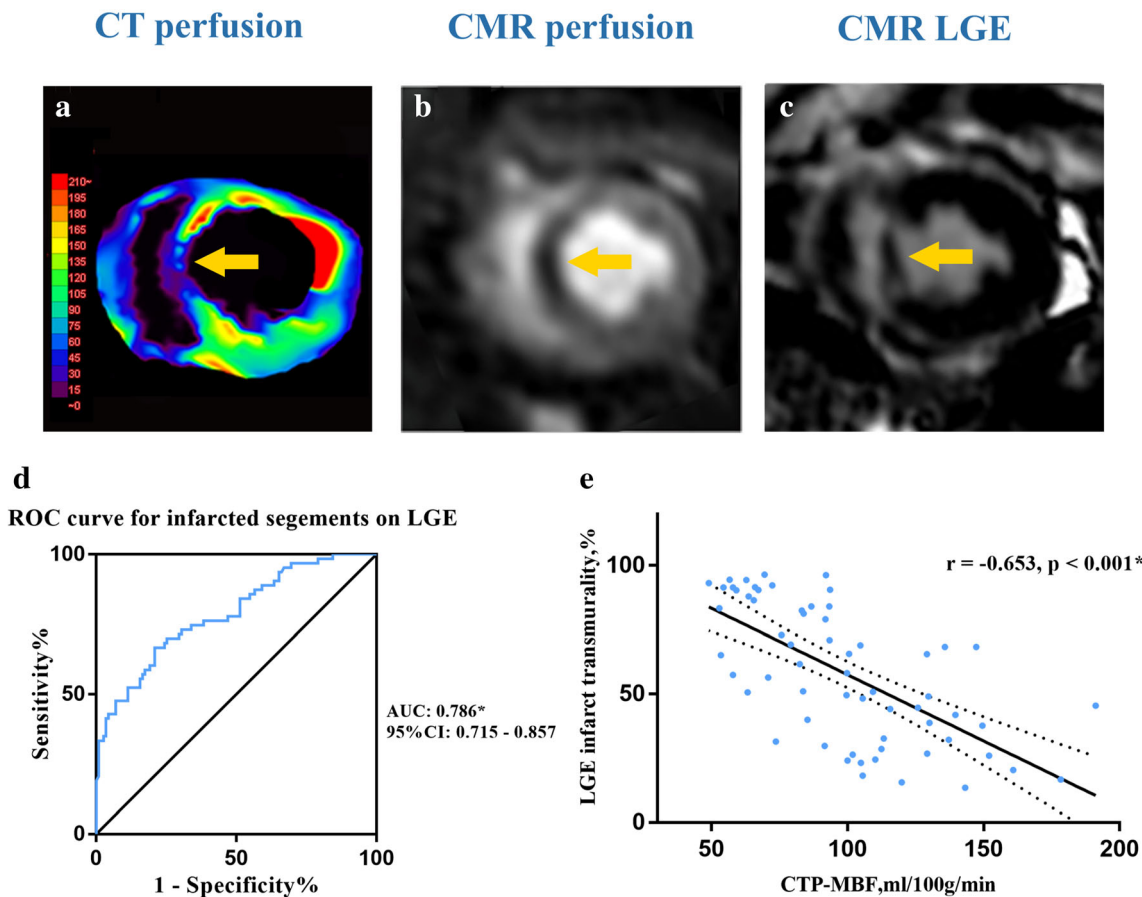 CT perfusion
CMR perfusion
CMR LGE
a
b
c
210~
195
180
165
150
135
120
105
90
75
60
45
30
15
~0
d
ROC curve for infarcted segements on LGE
Sensitivity%
100
50
0
0
50
100
1 - Specificity%
AUC: 0.786*
95%CI: 0.715 - 0.857
e
LGE infarct transmurality,%
100
50
0
50
100
150
200
CTP-MBF,ml/100g/min
r = -0.653, p < 0.001*